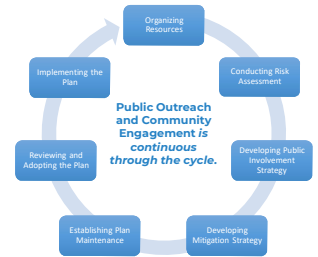 Organizing
Resources
Conducting Risk
Assessment
Developing Public
Involvement
Strategy
Developing
Mitigation Strategy
Establishing Plan
Maintenance
Reviewing and
Adopting the Plan
Implementing the
Plan
Public Outreach
and Community
Engagement is
continuous
through the cycle.